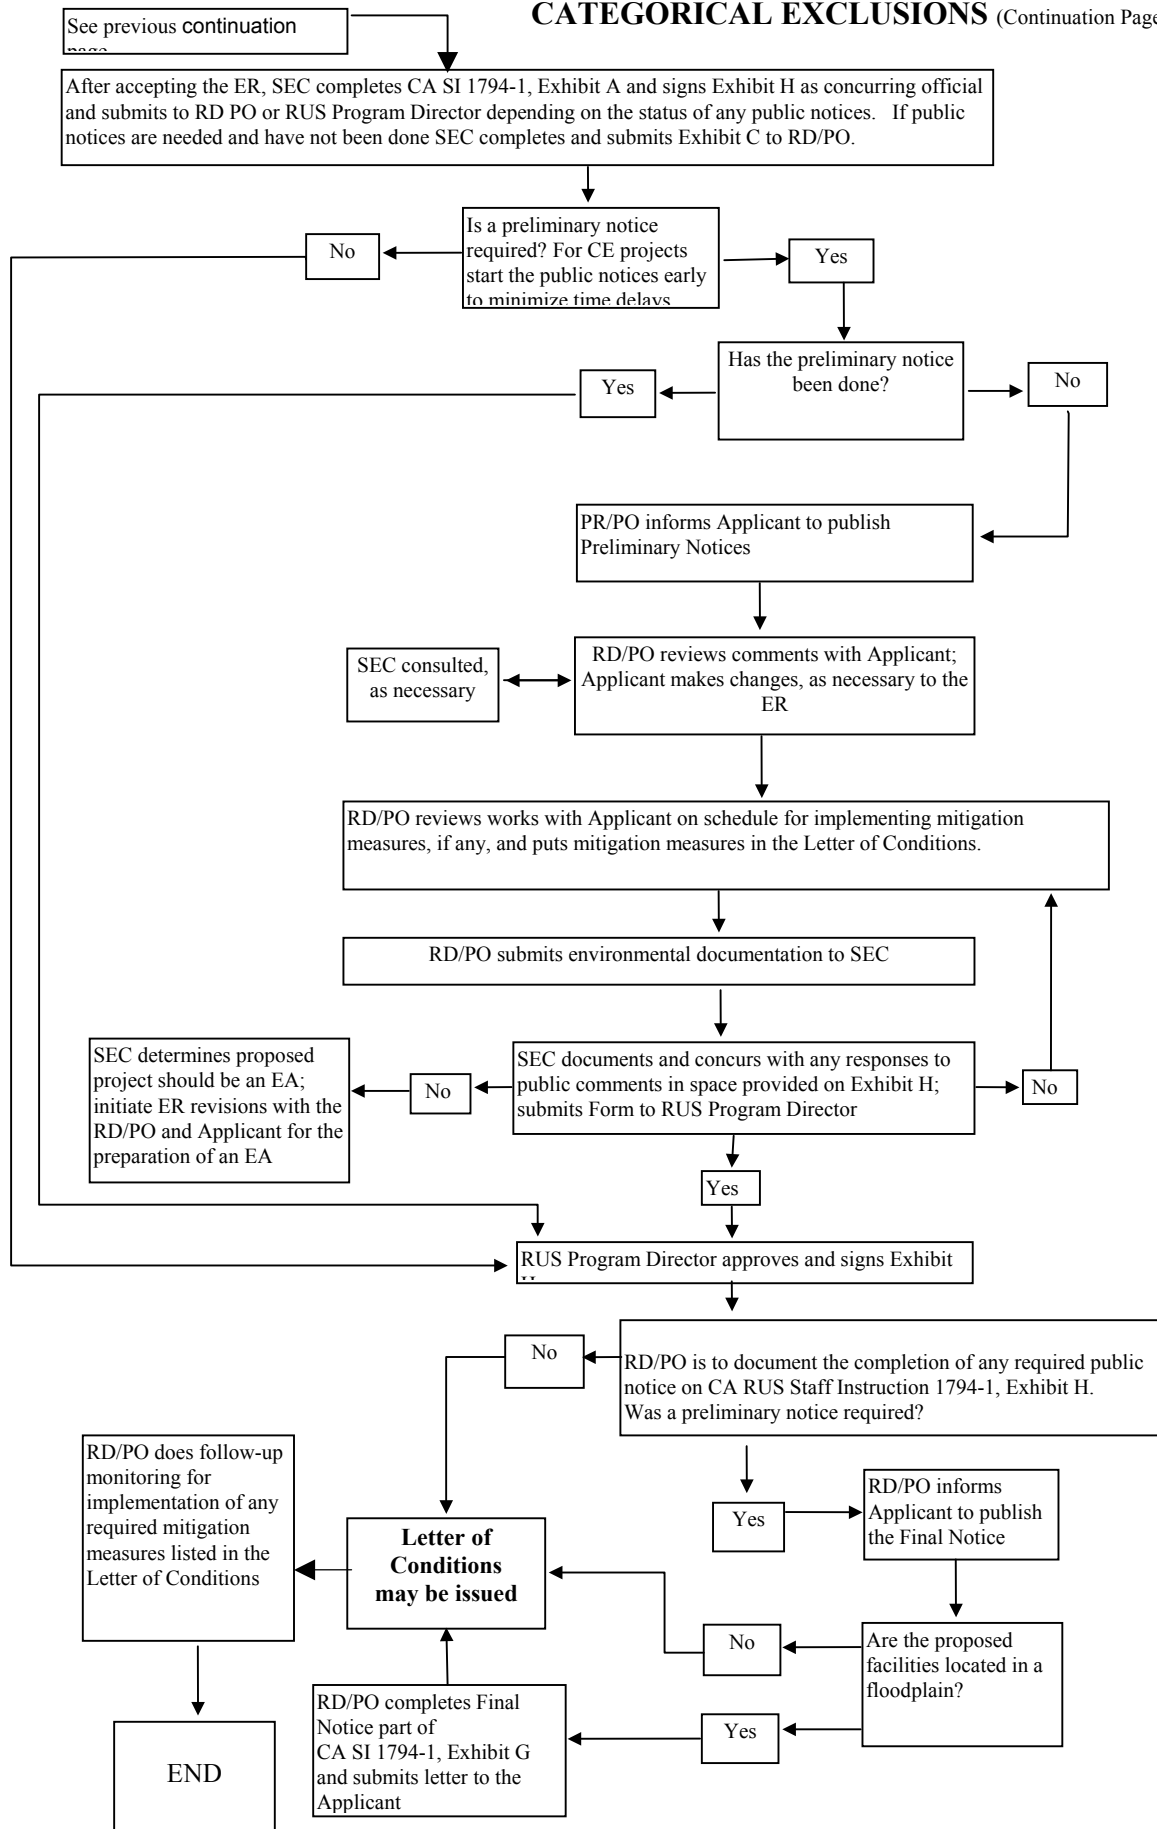 CATEGORICAL EXCLUSIONS (Continuation Page
See previous continuation
After accepting the ER, SEC completes CA SI 1794-1, Exhibit A and signs Exhibit H as concurring official
and submits to RD PO or RUS Program Director depending on the status of any public notices. If public
notices are needed and have not been done SEC completes and submits Exhibit C to RD/PO.
Is a preliminary notice
required? For CE projects
start the public notices early
to minimize time delays
No
Yes
Has the preliminary notice
been done?
Yes
No
PR/PO informs Applicant to publish
Preliminary Notices
SEC consulted,
as necessary
RD/PO reviews comments with Applicant;
Applicant makes changes, as necessary to the
ER
RD/PO reviews works with Applicant on schedule for implementing mitigation
measures, if any, and puts mitigation measures in the Letter of Conditions.
RD/PO submits environmental documentation to SEC
SEC determines proposed
project should be an EA;
initiate ER revisions with the
RD/PO and Applicant for the
preparation of an EA
No
SEC documents and concurs with any responses to
public comments in space provided on Exhibit H;
submits Form to RUS Program Director
No
Yes
RUS Program Director approves and signs Exhibit
No
RD/PO is to document the completion of any required public
notice on CA RUS Staff Instruction 1794-1, Exhibit H.
Was a preliminary notice required?
RD/PO does follow-up
monitoring for
implementation of any
required mitigation
measures listed in the
Letter of Conditions
Letter of
Conditions
may be issued
Yes
RD/PO informs
Applicant to publish
the Final Notice
No
Are the proposed
facilities located in a
floodplain?
Yes
RD/PO completes Final
Notice part of
CA SI 1794-1, Exhibit G
and submits letter to the
Applicant
END